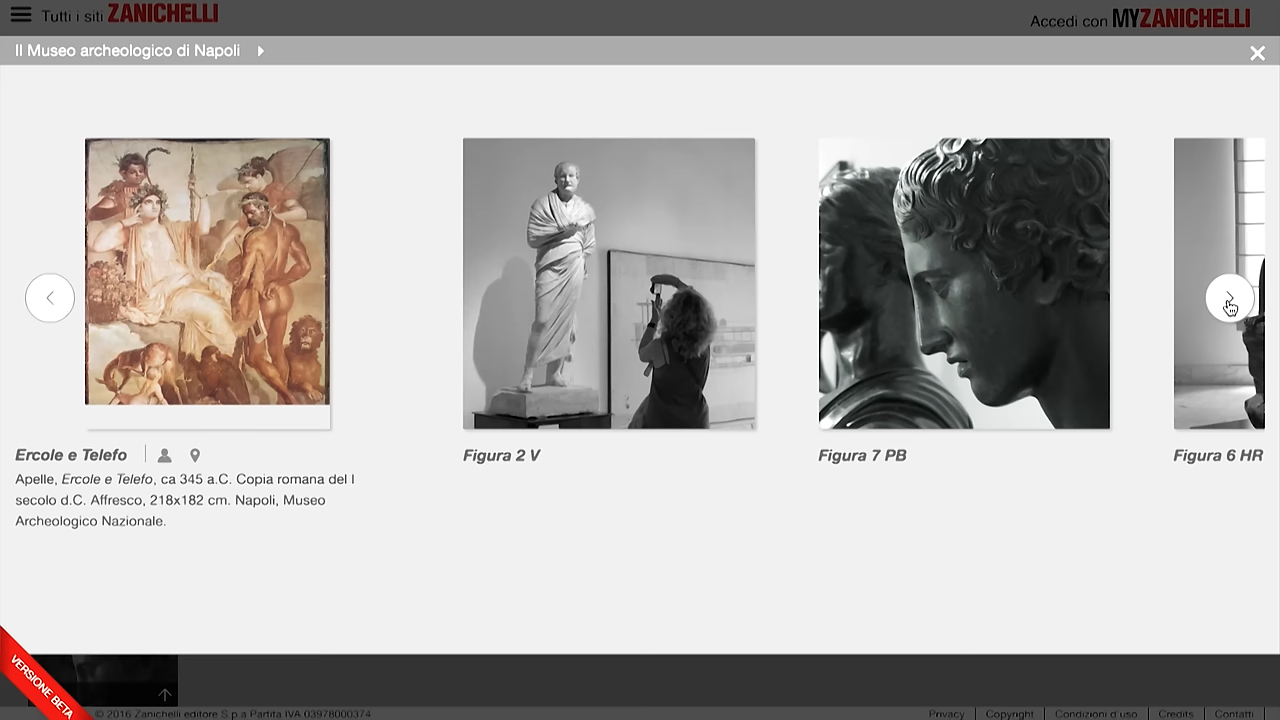 Tutti i siti ZANICHELLI
Accedi con MYZANICHELLI
Il Museo archeologico di Napoli
Ercole e Telefo
Apelle, Ercole e Telefo, ca 345 a.C. Copia romana del I
secolo d.C. Affresco, 218x182 cm. Napoli, Museo
Archeologico Nazionale.
Figura 2 V
Figura 7 PB
Figura 6 HR
VERSIONE BETA
© 2016 Zanichelli editore S.p.a Partita IVA 03978000374
Privacy
Copyright
Condizioni d'uso
Credits
Contatti